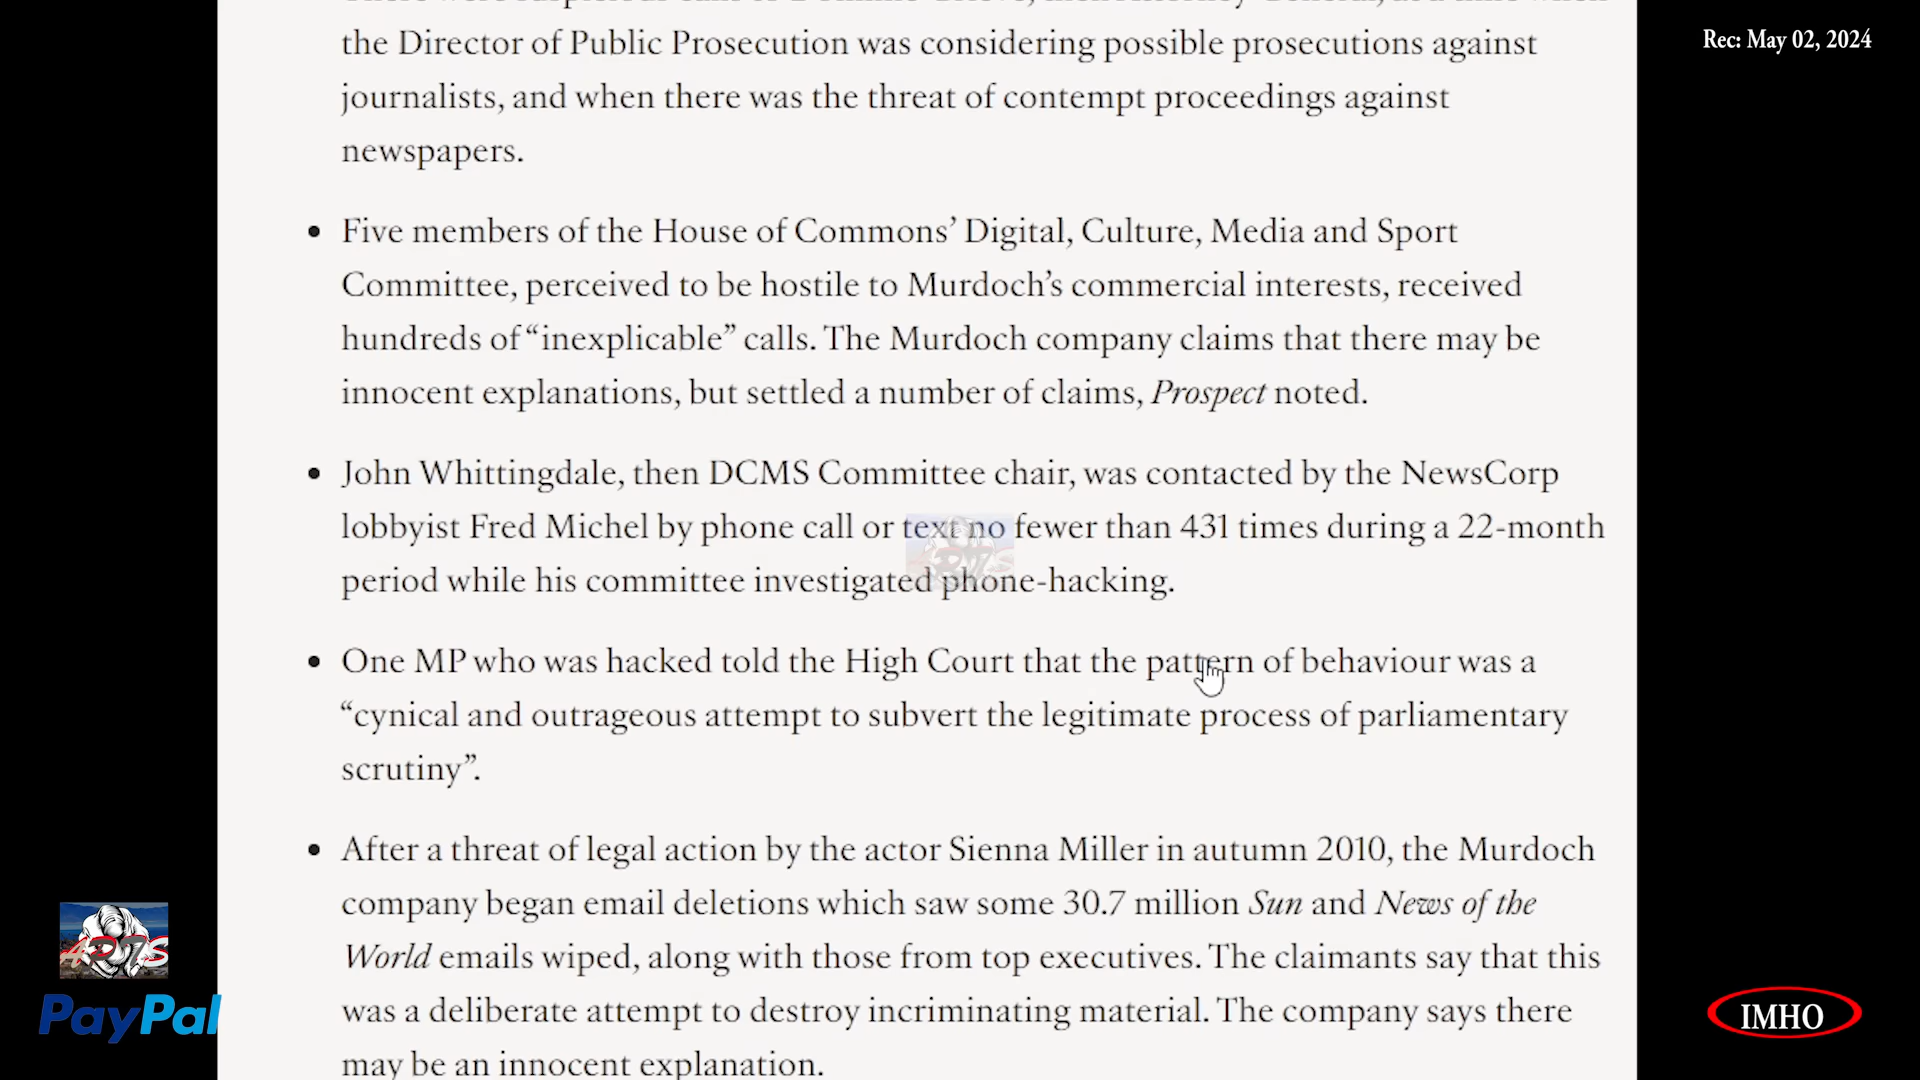 the Director of Public Prosecution was considering possible prosecutions against
journalists, and when there was the threat of contempt proceedings against
newspapers.
• Five members of the House of Commons’ Digital, Culture, Media and Sport
Committee, perceived to be hostile to Murdoch’s commercial interests, received
hundreds of “inexplicable” calls. The Murdoch company claims that there may be
innocent explanations, but settled a number of claims, Prospect noted.
• John Whittingdale, then DCMS Committee chair, was contacted by the NewsCorp
lobbyist Fred Michel by phone call or text no fewer than 431 times during a 22-month
period while his committee investigated phone-hacking.
• One MP who was hacked told the High Court that the pattern of behaviour was a
“cynical and outrageous attempt to subvert the legitimate process of parliamentary
scrutiny”.
• After a threat of legal action by the actor Sienna Miller in autumn 2010, the Murdoch
company began email deletions which saw some 30.7 million Sun and News of the
World emails wiped, along with those from top executives. The claimants say that this
was a deliberate attempt to destroy incriminating material. The company says there
may be an innocent explanation.
Rec: May 02, 2024
PayPal
IMHO